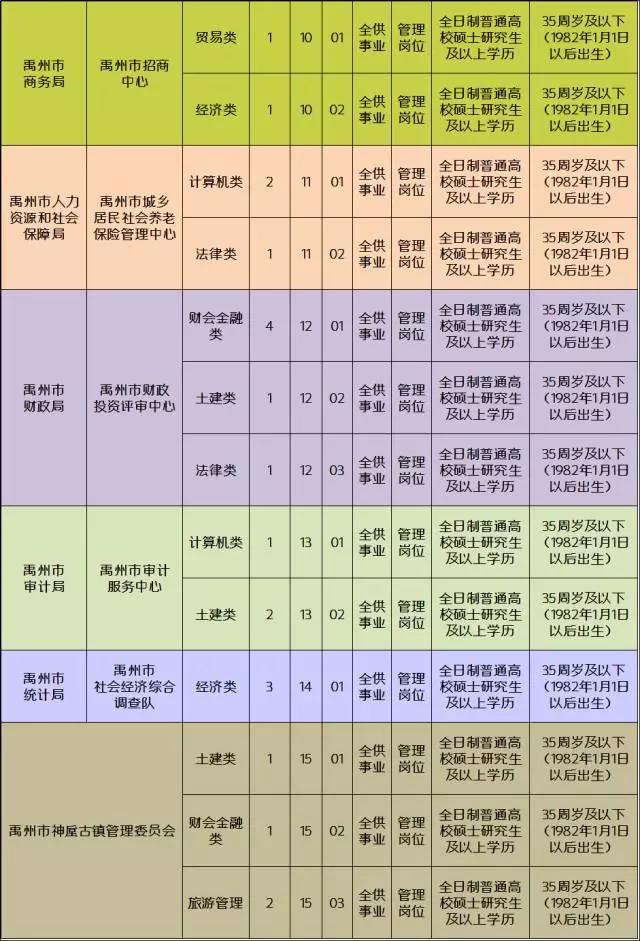 禹州市
商务局
禹州市招商
中心
贸易类
1
10
01
全供
事业
管理
岗位
全日制普通高
校硕士研究生
及以上学历
35周岁及以下
（1982年1月1日
以后出生）
经济类
1
10
02
全供
事业
管理
岗位
全日制普通高
校硕士研究生
及以上学历
35周岁及以下
（1982年1月1日
以后出生）
禹州市人力
资源和社会
保障局
禹州市城乡
居民社会养老
保险管理中心
计算机类
2
11
01
全供
事业
管理
岗位
全日制普通高
校硕士研究生
及以上学历
35周岁及以下
（1982年1月1日
以后出生）
法律类
1
11
02
全供
事业
管理
岗位
全日制普通高
校硕士研究生
及以上学历
35周岁及以下
（1982年1月1日
以后出生）
禹州市
财政局
禹州市财政
投资评审中心
财会金融
类
4
12
01
全供
事业
管理
岗位
全日制普通高
校硕士研究生
及以上学历
35周岁及以下
（1982年1月1日
以后出生）
土建类
1
12
02
全供
事业
管理
岗位
全日制普通高
校硕士研究生
及以上学历
35周岁及以下
（1982年1月1日
以后出生）
法律类
1
12
03
全供
事业
管理
岗位
全日制普通高
校硕士研究生
及以上学历
35周岁及以下
（1982年1月1日
以后出生）
禹州市
审计局
禹州市审计
服务中心
计算机类
1
13
01
全供
事业
管理
岗位
全日制普通高
校硕士研究生
及以上学历
35周岁及以下
（1982年1月1日
以后出生）
土建类
2
13
02
全供
事业
管理
岗位
全日制普通高
校硕士研究生
及以上学历
35周岁及以下
（1982年1月1日
以后出生）
禹州市
统计局
禹州市
社会经济综合
调查队
经济类
3
14
01
全供
事业
管理
岗位
全日制普通高
校硕士研究生
及以上学历
35周岁及以下
（1982年1月1日
以后出生）
禹州市神垕古镇管理委员会
土建类
1
15
01
全供
事业
管理
岗位
全日制普通高
校硕士研究生
及以上学历
35周岁及以下
（1982年1月1日
以后出生）
财会金融
类
1
15
02
全供
事业
管理
岗位
全日制普通高
校硕士研究生
及以上学历
35周岁及以下
（1982年1月1日
以后出生）
旅游管理
2
15
03
全供
事业
管理
岗位
全日制普通高
校硕士研究生
及以上学历
35周岁及以下
（1982年1月1日
以后出生）